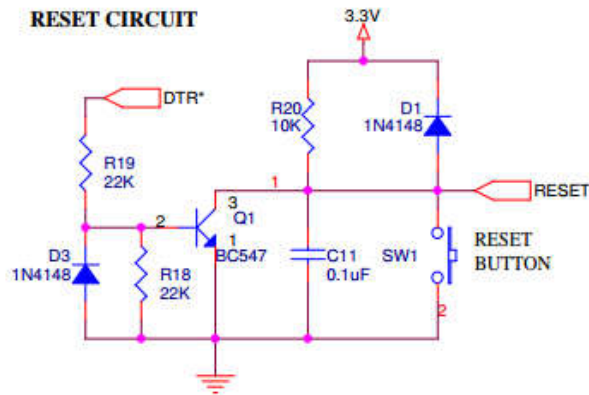 RESET CIRCUIT
3.3V
DTR*
R20
10K
D1
1N4148
R19
22K
1
RESET
2
3
Q1
1
BC547
D3
1N4148
R18
22K
C11
0.1uF
SW1
RESET
BUTTON
2